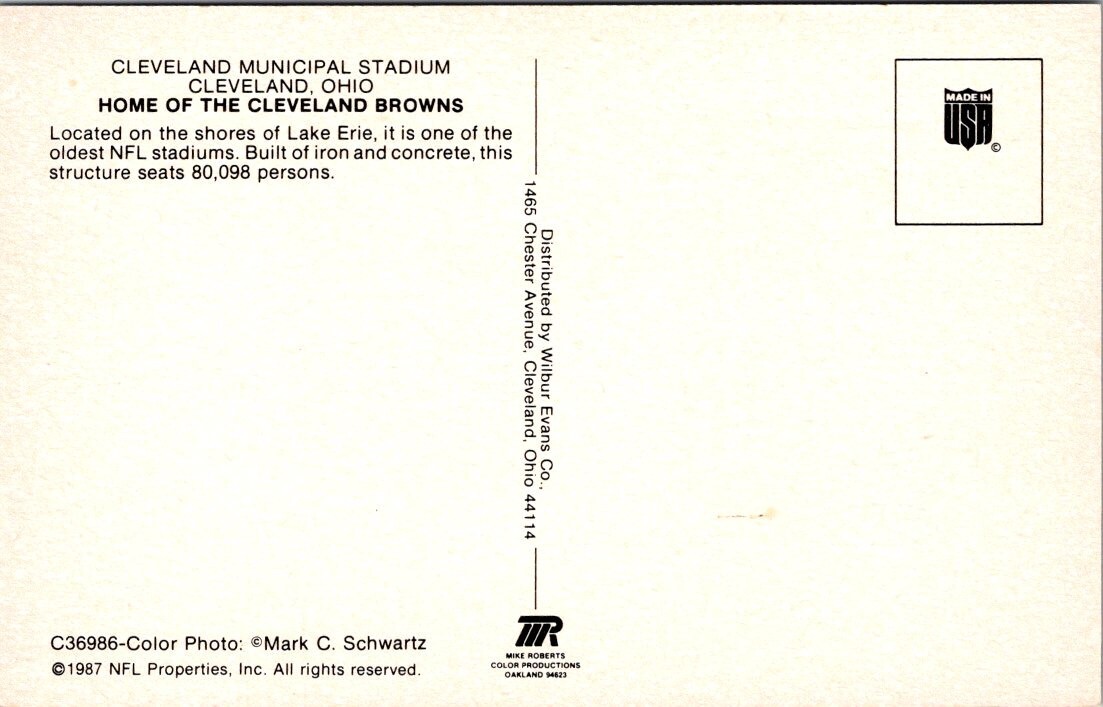 CLEVELAND MUNICIPAL STADIUM
CLEVELAND, OHIO
HOME OF THE CLEVELAND BROWNS
Located on the shores of Lake Erie, it is one of the
oldest NFL stadiums. Built of iron and concrete, this
structure seats 80,098 persons.
MADE IN
USA
©
Distributed by Wilbur Evans Co.,
1465 Chester Avenue, Cleveland, Ohio 44114
C36986-Color Photo: ©Mark C. Schwartz
©1987 NFL Properties, Inc. All rights reserved.
MR
MIKE ROBERTS
COLOR PRODUCTIONS
OAKLAND 94623